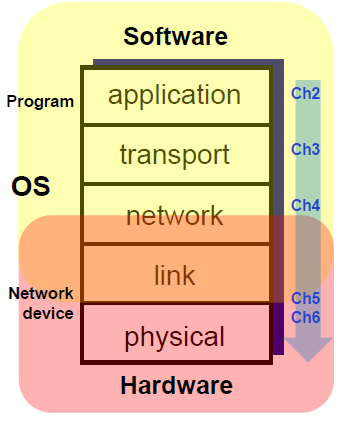 Software
Program
application
Ch2
transport
Ch3
OS
network
Ch4
link
Network
device
Ch5
Ch6
physical
Hardware